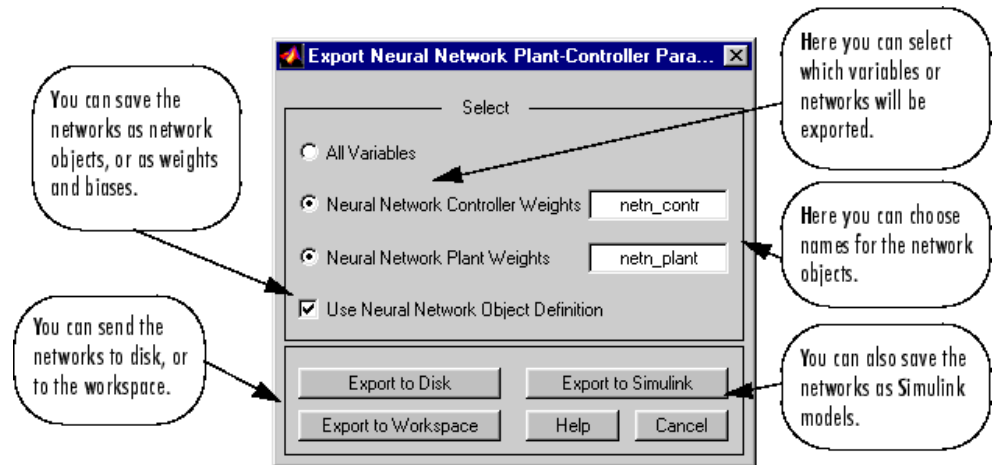 Export Neural Network Plant-Controller Para...
Here you can select
which variables or
networks will be
exported.
You can save the
networks as network
objects, or as weights
and biases.
Select
All Variables
Neural Network Controller Weights
netn_contr
Neural Network Plant Weights
netn_plant
Use Neural Network Object Definition
Here you can choose
names for the network
objects.
You can send the
networks to disk, or
to the workspace.
Export to Disk
Export to Simulink
Export to Workspace
Help
Cancel
You can also save the
networks as Simulink
models.